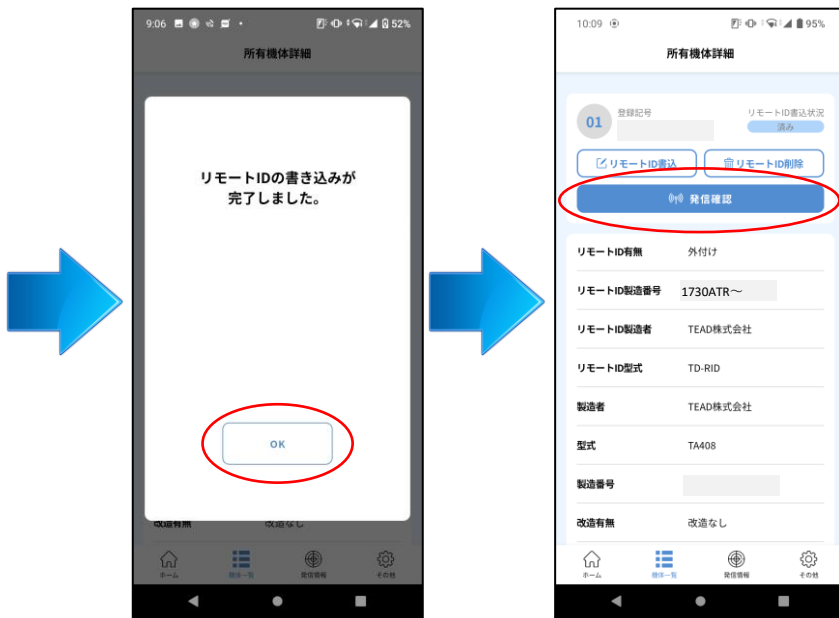 9:06
52%
所有機体詳細
リモートIDの書き込みが
完了しました。
OK
改造有無 改造なし
ホーム 機体一覧 発信情報 その他
10:09
95%
所有機体詳細
01 登録記号 リモートID書込状況
済み
リモートID書込 リモートID削除
発信確認
リモートID有無 外付け
リモートID製造番号 1730ATR～
リモートID製造者 TEAD株式会社
リモートID型式 TD-RID
製造者 TEAD株式会社
型式 TA408
製造番号
改造有無 改造なし
ホーム 機体一覧 発信情報 その他